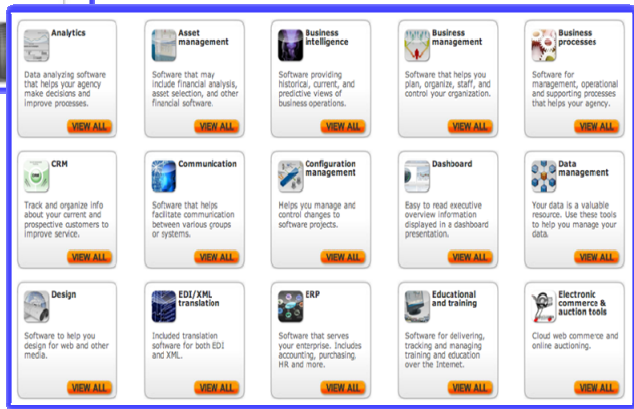 Analytics
Data analyzing software
that helps your agency
make decisions and
improve processes.
VIEW ALL
Asset
management
Software that may
include financial analysis,
asset selection, and other
financial software.
VIEW ALL
Business
intelligence
Software providing
historical, current, and
predictive views of
business operations.
VIEW ALL
Business
management
Software that helps you
plan, organize, staff, and
control your organization.
VIEW ALL
Business
processes
Software for
management, operational
and supporting processes
that helps your agency.
VIEW ALL
CRM
Track and organize info
about your current and
prospective customers to
improve service.
VIEW ALL
Communication
Software that helps
facilitate communication
between various groups
or systems.
VIEW ALL
Configuration
management
Helps you manage and
control changes to
software projects.
VIEW ALL
Dashboard
Easy to read executive
overview information
displayed in a dashboard
presentation.
VIEW ALL
Data
management
Your data is a valuable
resource. Use these tools
to help you manage your
data.
VIEW ALL
Design
Software to help you
design for web and other
media.
VIEW ALL
EDI/XML
translation
Included translation
software for both EDI
and XML.
VIEW ALL
ERP
Software that serves
your enterprise. Includes
accounting, purchasing,
HR and more.
VIEW ALL
Educational
and training
Software for delivering,
tracking and managing
training and education
over the Internet.
VIEW ALL
Electronic
commerce &
auction tools
Cloud web commerce and
online auctioning.
VIEW ALL